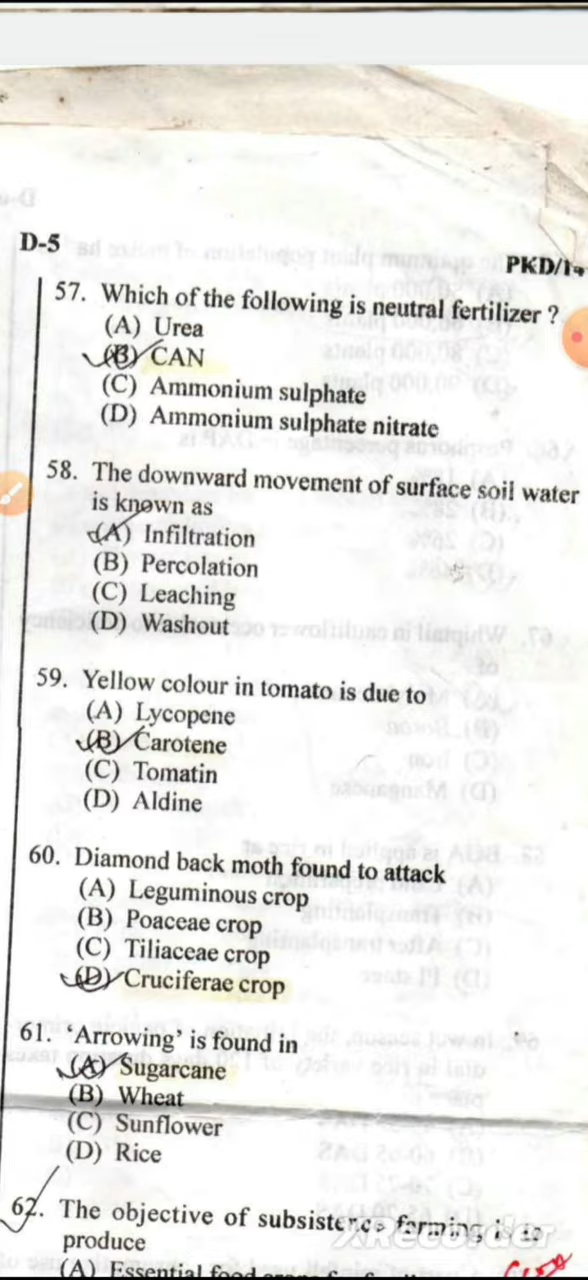 D-5
PKD/14
57. Which of the following is neutral fertilizer ?
(A) Urea
(B) CAN
(C) Ammonium sulphate
(D) Ammonium sulphate nitrate
58. The downward movement of surface soil water
is known as
(A) Infiltration
(B) Percolation
(C) Leaching
(D) Washout
59. Yellow colour in tomato is due to
(A) Lycopene
(B) Carotene
(C) Tomatin
(D) Aldine
60. Diamond back moth found to attack
(A) Leguminous crop
(B) Poaceae crop
(C) Tiliaceae crop
(D) Cruciferae crop
61. 'Arrowing' is found in
(A) Sugarcane
(B) Wheat
(C) Sunflower
(D) Rice
62. The objective of subsistence farming is to
produce
(A) Essential food
XRecorder